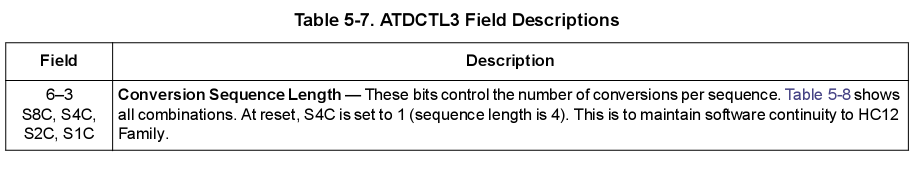 Table 5-7. ATDCTL3 Field Descriptions
Field Description
6–3
S8C, S4C,
S2C, S1C
Conversion Sequence Length — These bits control the number of conversions per sequence. Table 5-8 shows
all combinations. At reset, S4C is set to 1 (sequence length is 4). This is to maintain software continuity to HC12
Family.